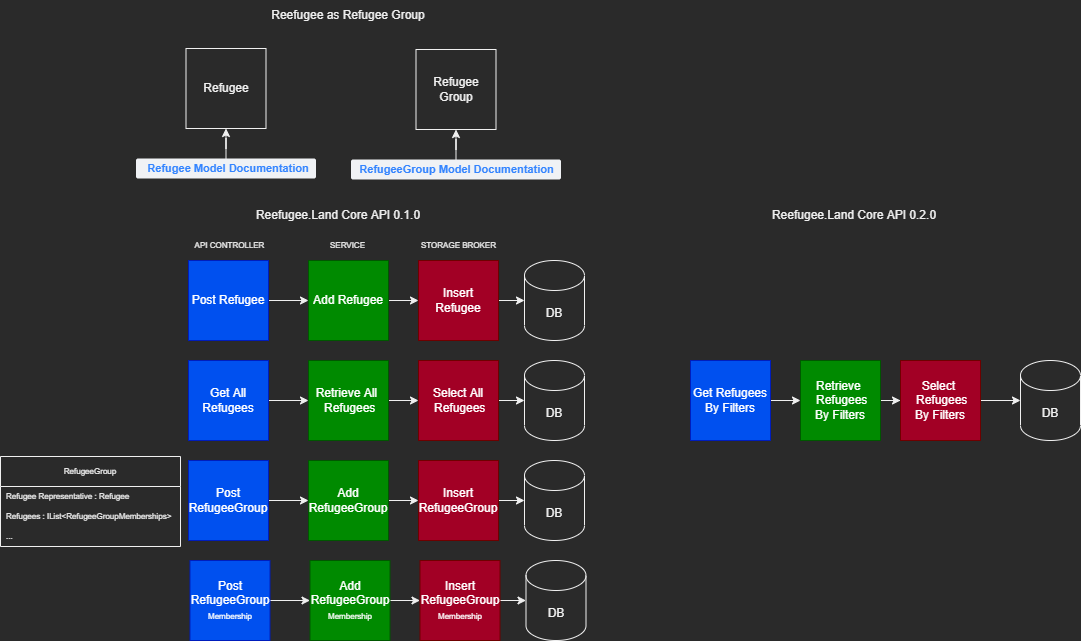 Reefugee as Refugee Group
Refugee
Refugee
Group
Refugee Model Documentation
RefugeeGroup Model Documentation
Reefugee.Land Core API 0.1.0
Reefugee.Land Core API 0.2.0
API CONTROLLER
SERVICE
STORAGE BROKER
Post Refugee
Add Refugee
Insert
Refugee
DB
Get All
Refugees
Retrieve All
Refugees
Select All
Refugees
DB
Get Refugees
By Filters
Retrieve
Refugees
By Filters
Select
Refugees
By Filters
DB
RefugeeGroup
Refugee Representative : Refugee
Refugees : IList<RefugeeGroupMemberships>
...
Post
RefugeeGroup
Add
RefugeeGroup
Insert
RefugeeGroup
DB
Post
RefugeeGroup
Membership
Add
RefugeeGroup
Membership
Insert
RefugeeGroup
Membership
DB